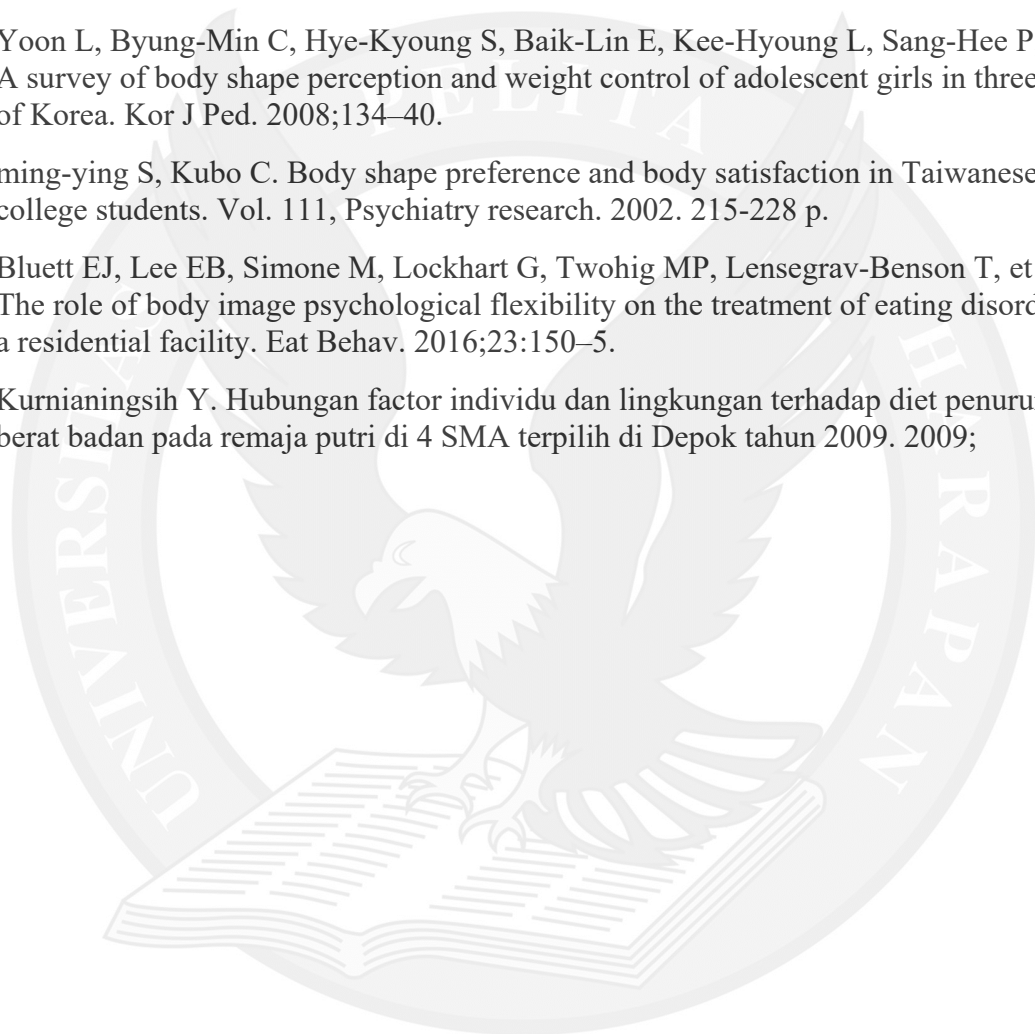 Yoon L, Byung-Min C, Hye-Kyoung S, Baik-Lin E, Kee-Hyoung L, Sang-Hee P
A survey of body shape perception and weight control of adolescent girls in three
of Korea. Kor J Ped. 2008;134–40.
ming-ying S, Kubo C. Body shape preference and body satisfaction in Taiwanese
college students. Vol. 111, Psychiatry research. 2002. 215-228 p.
Bluett EJ, Lee EB, Simone M, Lockhart G, Twohig MP, Lensegrav-Benson T, et
The role of body image psychological flexibility on the treatment of eating disord
a residential facility. Eat Behav. 2016;23:150–5.
Kurnianingsih Y. Hubungan factor individu dan lingkungan terhadap diet penuru
berat badan pada remaja putri di 4 SMA terpilih di Depok tahun 2009. 2009;
UNIVERSITAS
PELITA
HARAPAN